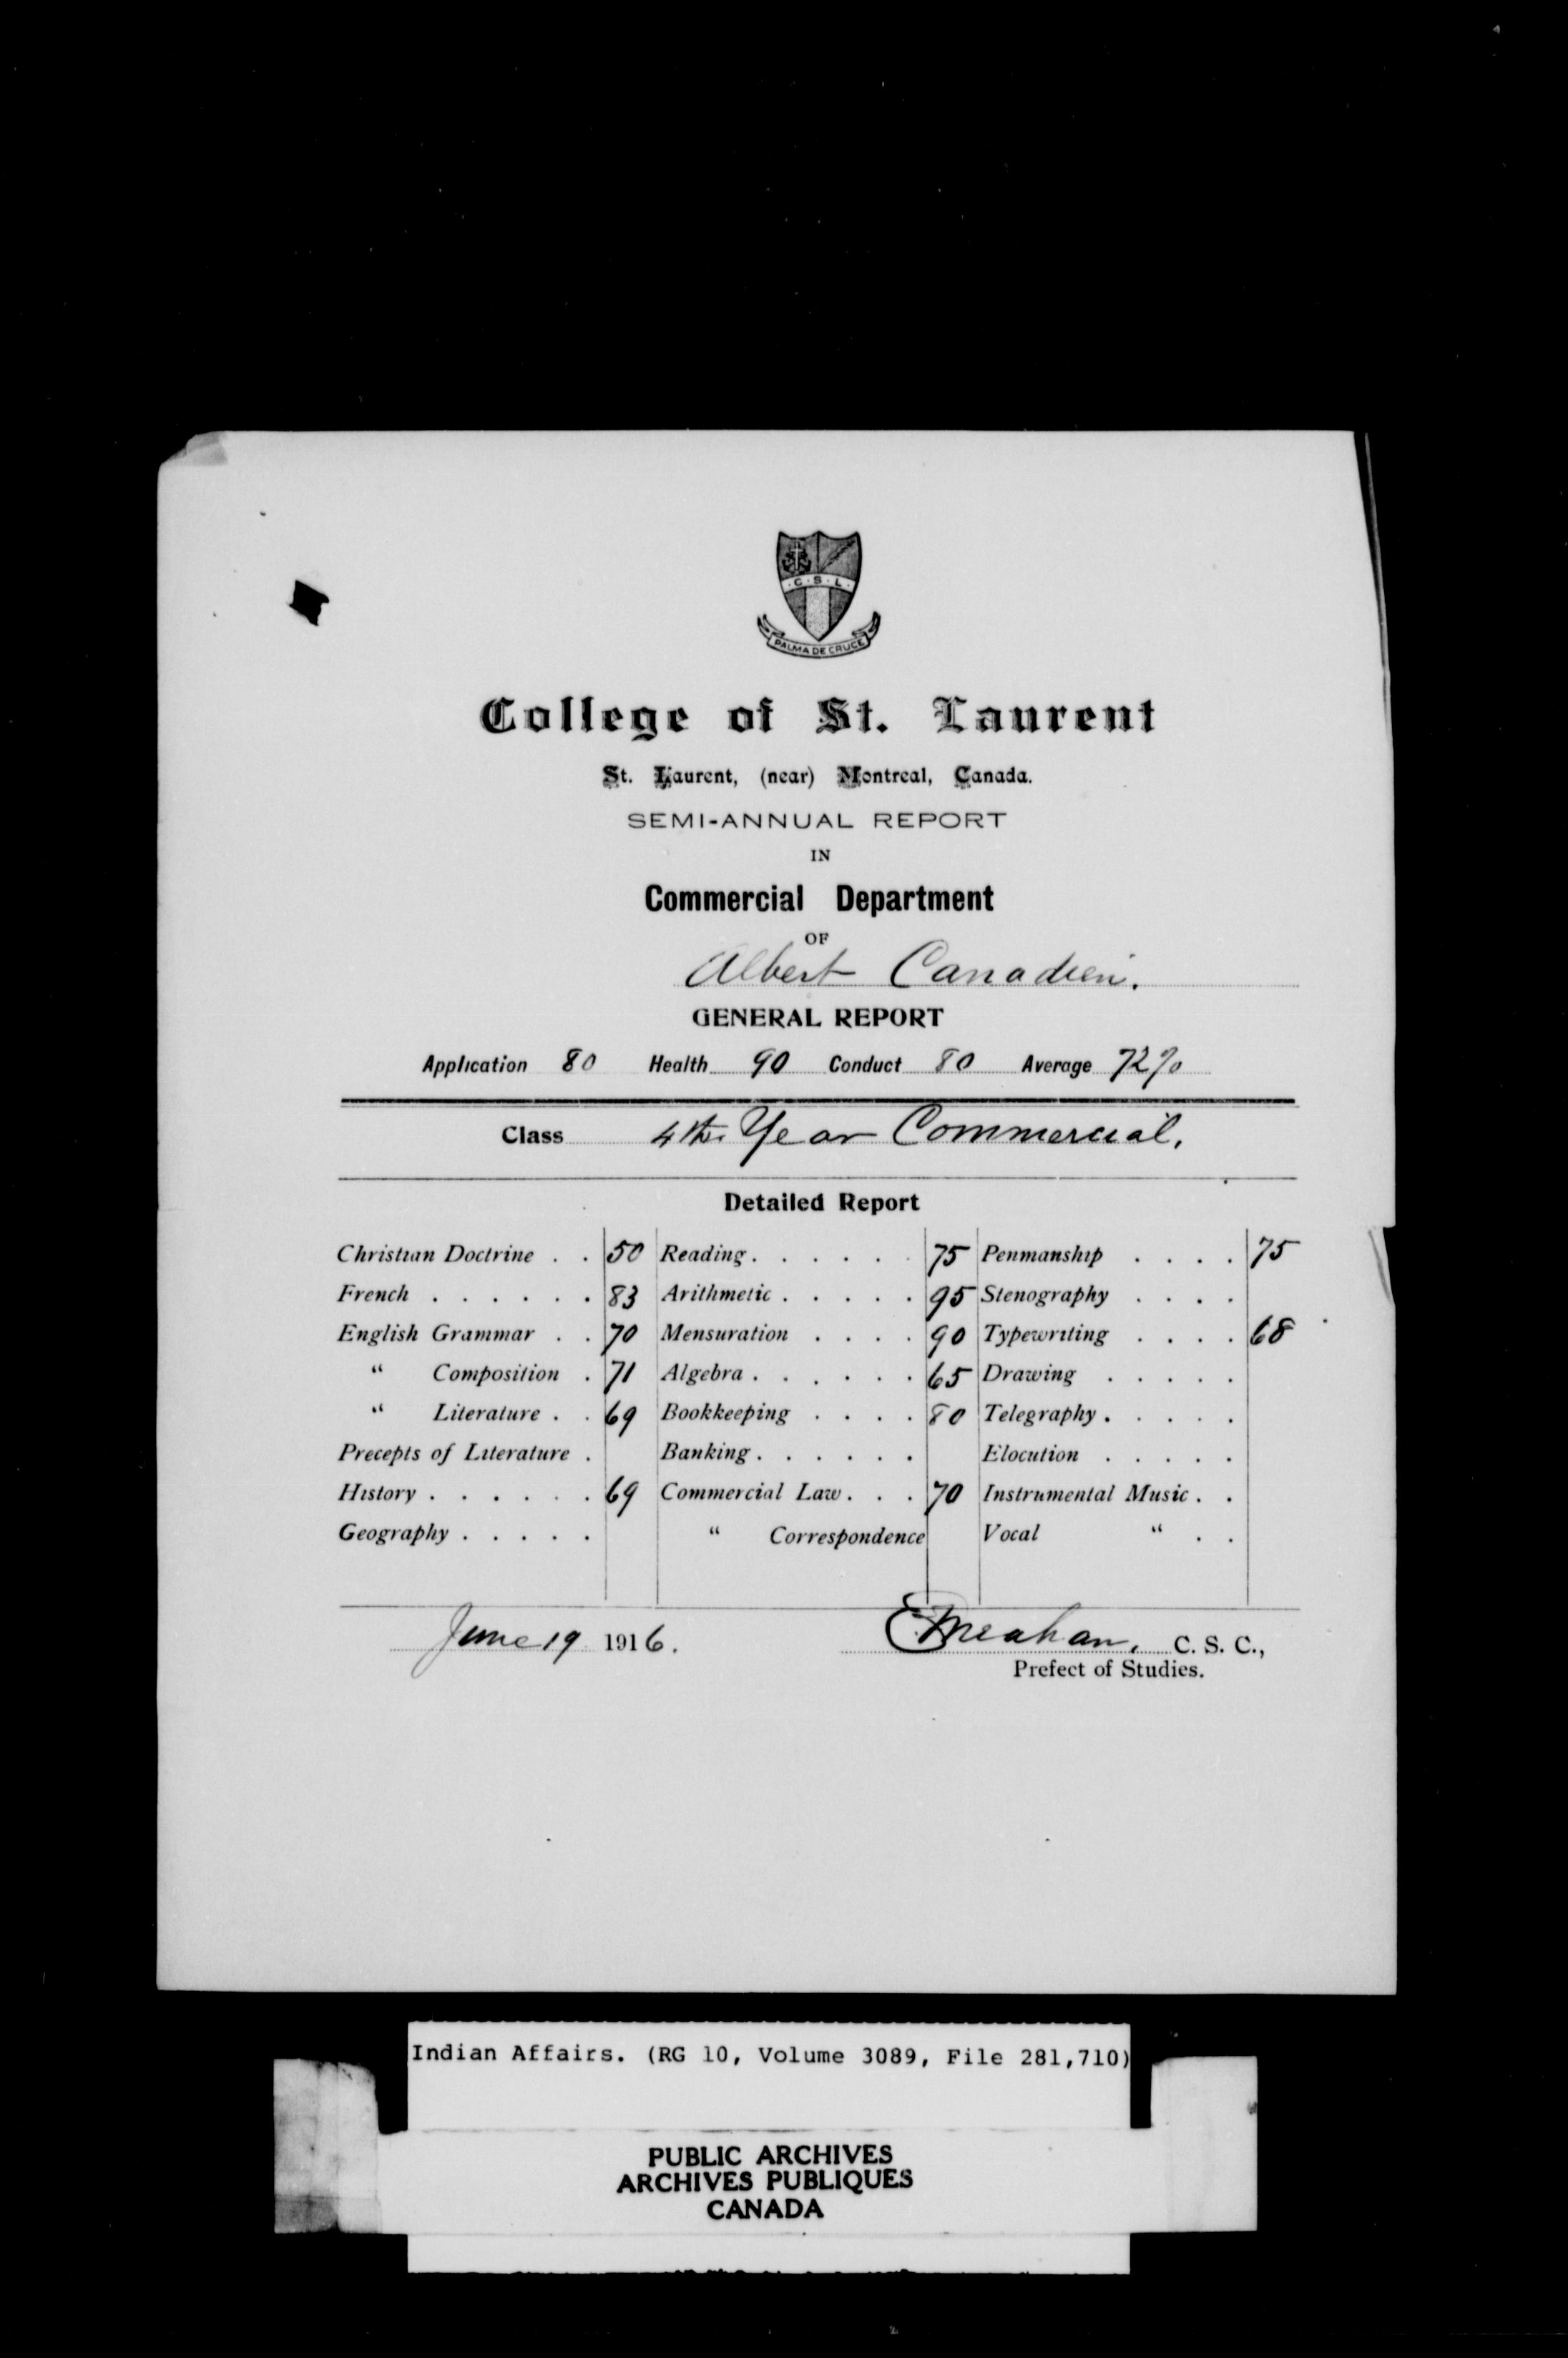 C. S. L.
PALMA DE CRUCE
College of St. Laurent
St. Laurent, (near) Montreal, Canada.
SEMI-ANNUAL REPORT
IN
Commercial Department
OF
Albert Canadien.
GENERAL REPORT
Application 80 Health 90 Conduct 80 Average 72%
Class 4th Year Commercial.
Detailed Report
Christian Doctrine . . 50 Reading . . . . . . 75 Penmanship . . . . 75
French . . . . . . 83 Arithmetic . . . . . 95 Stenography . . . .
English Grammar . . 70 Mensuration . . . . 90 Typewriting . . . . 68
“ Composition . 71 Algebra . . . . . . 65 Drawing . . . . .
“ Literature . . 69 Bookkeeping . . . . 80 Telegraphy . . . . .
Precepts of Literature . Banking . . . . . . Elocution . . . . .
History . . . . . . 69 Commercial Law . . . 70 Instrumental Music . .
Geography . . . . . “ Correspondence Vocal “ . .
June 19 1916. E Meahan, C. S. C.,
Prefect of Studies.
Indian Affairs. (RG 10, Volume 3089, File 281,710)
PUBLIC ARCHIVES
ARCHIVES PUBLIQUES
CANADA